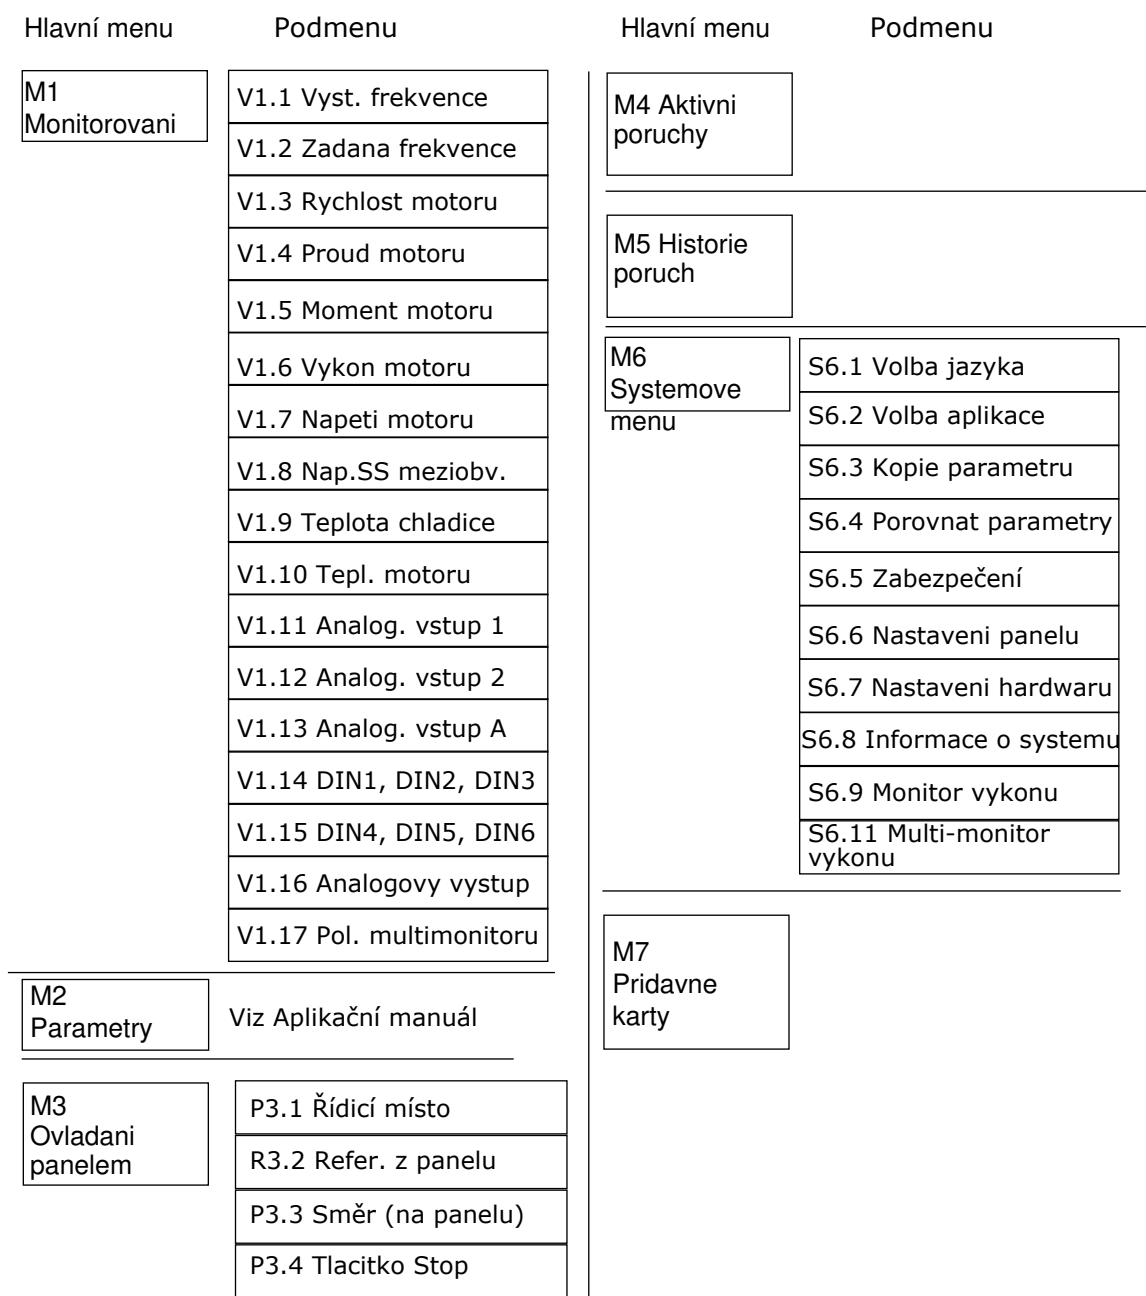 Hlavní menu
Podmenu
M1
Monitorovani
V1.1 Vyst. frekvence
V1.2 Zadana frekvence
V1.3 Rychlost motoru
V1.4 Proud motoru
V1.5 Moment motoru
V1.6 Vykon motoru
V1.7 Napeti motoru
V1.8 Nap.SS meziobv.
V1.9 Teplota chladice
V1.10 Tepl. motoru
V1.11 Analog. vstup 1
V1.12 Analog. vstup 2
V1.13 Analog. vstup A
V1.14 DIN1, DIN2, DIN3
V1.15 DIN4, DIN5, DIN6
V1.16 Analogovy vystup
V1.17 Pol. multimonitoru
M2
Parametry
Viz Aplikační manuál
M3
Ovladani
panelem
P3.1 Řídicí místo
R3.2 Refer. z panelu
P3.3 Směr (na panelu)
P3.4 Tlacitko Stop
Hlavní menu
Podmenu
M4 Aktivni
poruchy
M5 Historie
poruch
M6
Systemove
menu
S6.1 Volba jazyka
S6.2 Volba aplikace
S6.3 Kopie parametru
S6.4 Porovnat parametry
S6.5 Zabezpečení
S6.6 Nastaveni panelu
S6.7 Nastaveni hardwaru
S6.8 Informace o systemu
S6.9 Monitor vykonu
S6.11 Multi-monitor
vykonu
M7
Pridavne
karty